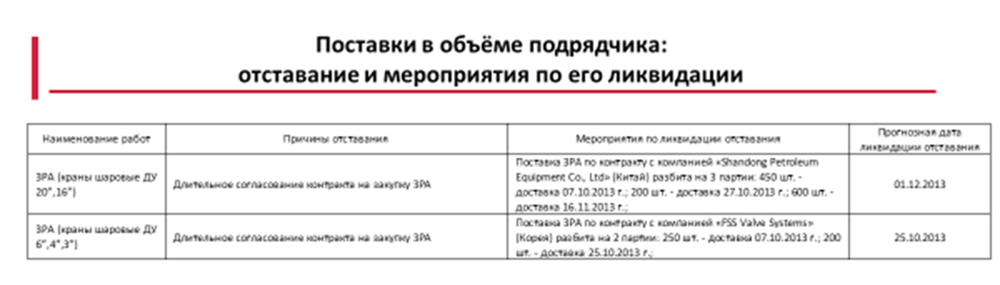 Поставки в объёме подрядчика:
отставание и мероприятия по его ликвидации
Наименование работ
Причины отставания
Мероприятия по ликвидации отставания
Прогнозная дата
ликвидации отставания
ЗРА (краны шаровые ДУ
20",16")
Длительное согласование контракта на закупку ЗРА
Поставка ЗРА по контракту с компанией «Shandong Petroleum
Equipment Co., Ltd» (Китай) разбита на 3 партии: 450 шт. -
доставка 07.10.2013 г.; 200 шт. - доставка 27.10.2013 г.; 600 шт. -
доставка 16.11.2013 г.;
01.12.2013
ЗРА (краны шаровые ДУ
6",4",3")
Длительное согласование контракта на закупку ЗРА
Поставка ЗРА по контракту с компанией «FSS Valve Systems»
(Корея) разбита на 2 партии: 250 шт. - доставка 07.10.2013 г.; 200
шт. - доставка 25.10.2013 г.;
25.10.2013